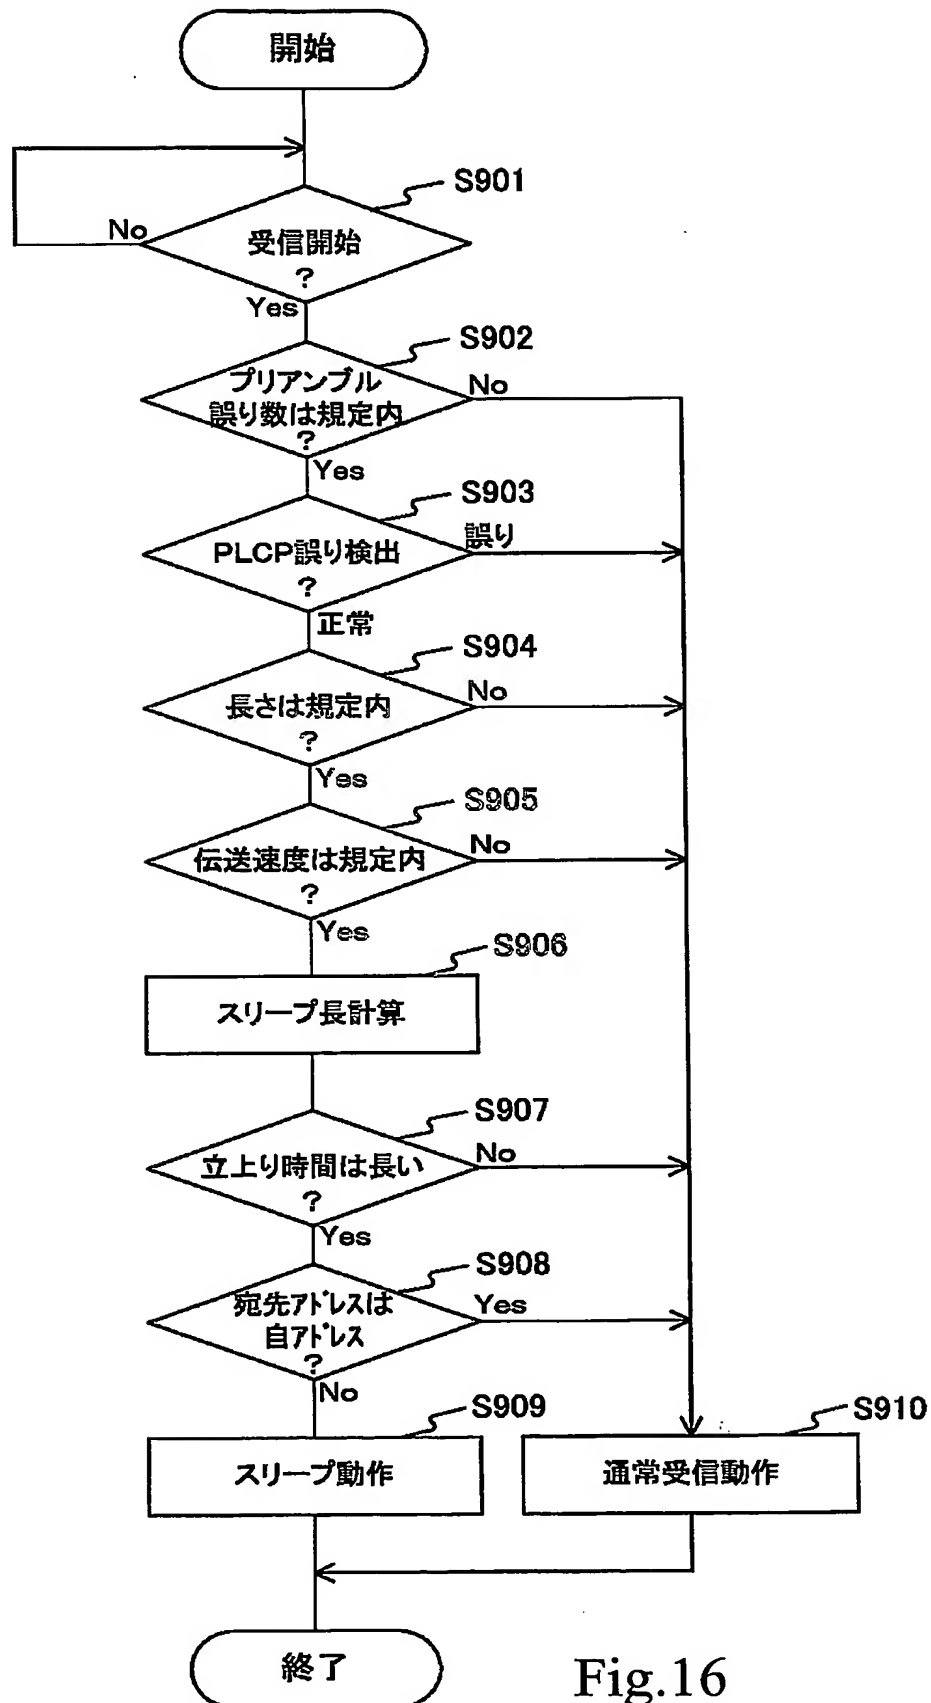 開始
S901
No
受信開始
?
Yes
S902
プリアンブル
No
誤り数は規定内
?
Yes
S903
誤り
PLCP誤り検出
?
正常
S904
No
長さは規定内
?
Yes
S905
No
伝送速度は規定内
?
Yes
S906
スリープ長計算
S907
No
立上り時間は長い
?
Yes
S908
宛先アドレスは
Yes
自アドレス
?
No
S909
S910
スリープ動作
通常受信動作
終了
Fig.16